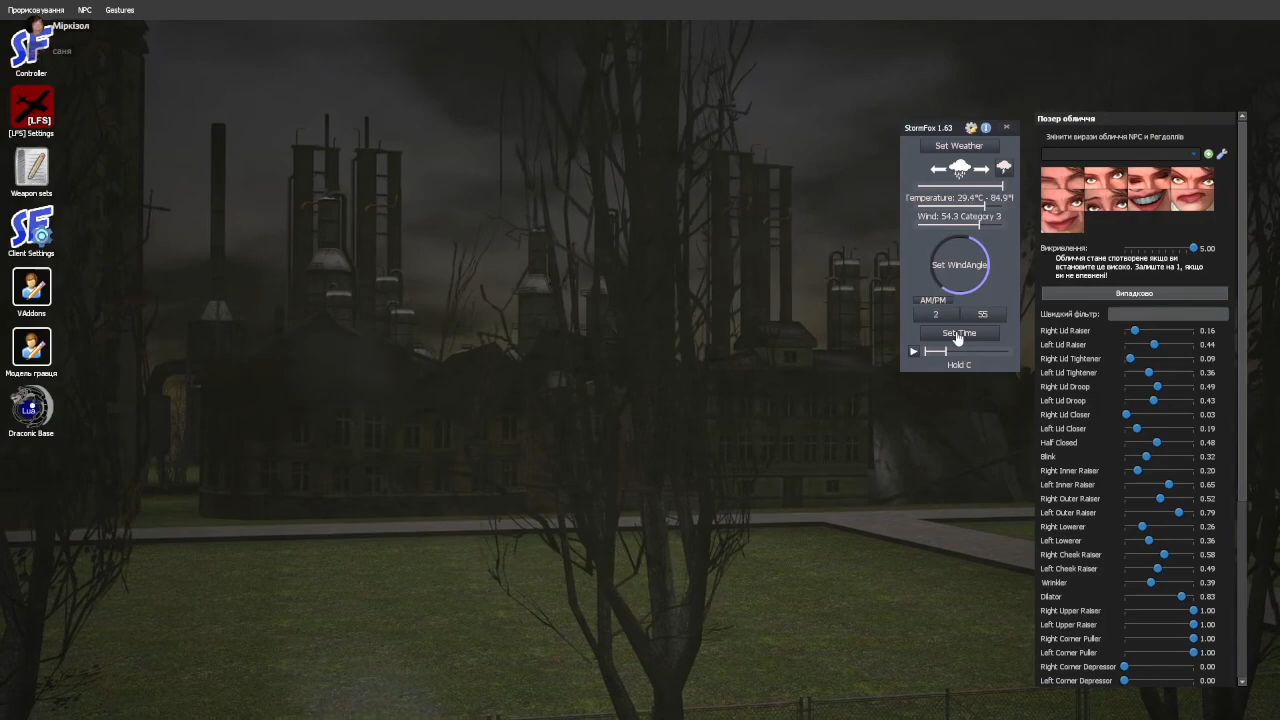 Прорисовування NPC Gestures
Міркізол
саня
SF
Controller
[LFS]
[LFS] Settings
Weapon sets
SF
Client Settings
VAddons
Модель гравця
Lua
Draconic Base
StormFox 1.63
Set Weather
Temperature: 29.4°C - 84.9°F
Wind: 54.3 Category 3
Set WindAngle
AM/PM
2 55
Set Time
Hold C
Позер обличчя
Змінити вирази обличчя NPC и Регдоллів
Викривлення: 5.00
Обличчя стане спотворене якщо ви
встановите це високо. Залиште на 1, якщо
ви не впевнені!
Випадково
Швидкий фільтр:
Right Lid Raiser 0.16
Left Lid Raiser 0.44
Right Lid Tightener 0.09
Left Lid Tightener 0.36
Right Lid Droop 0.49
Left Lid Droop 0.43
Right Lid Closer 0.03
Left Lid Closer 0.19
Half Closed 0.48
Blink 0.32
Right Inner Raiser 0.20
Left Inner Raiser 0.65
Right Outer Raiser 0.52
Left Outer Raiser 0.79
Right Lowerer 0.26
Left Lowerer 0.36
Right Cheek Raiser 0.58
Left Cheek Raiser 0.49
Wrinkler 0.39
Dilator 0.83
Right Upper Raiser 1.00
Left Upper Raiser 1.00
Right Corner Puller 1.00
Left Corner Puller 1.00
Right Corner Depressor 0.00
Left Corner Depressor 0.00